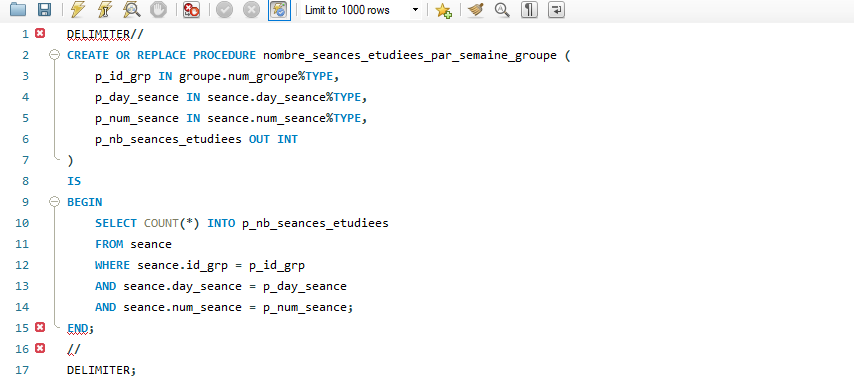 Limit to 1000 rows
1 DELIMITER//
2 CREATE OR REPLACE PROCEDURE nombre_seances_etudiees_par_semaine_groupe (
3 p_id_grp IN groupe.num_groupe%TYPE,
4 p_day_seance IN seance.day_seance%TYPE,
5 p_num_seance IN seance.num_seance%TYPE,
6 p_nb_seances_etudiees OUT INT
7 )
8 IS
9 BEGIN
10 SELECT COUNT(*) INTO p_nb_seances_etudiees
11 FROM seance
12 WHERE seance.id_grp = p_id_grp
13 AND seance.day_seance = p_day_seance
14 AND seance.num_seance = p_num_seance;
15 END;
16 //
17 DELIMITER;